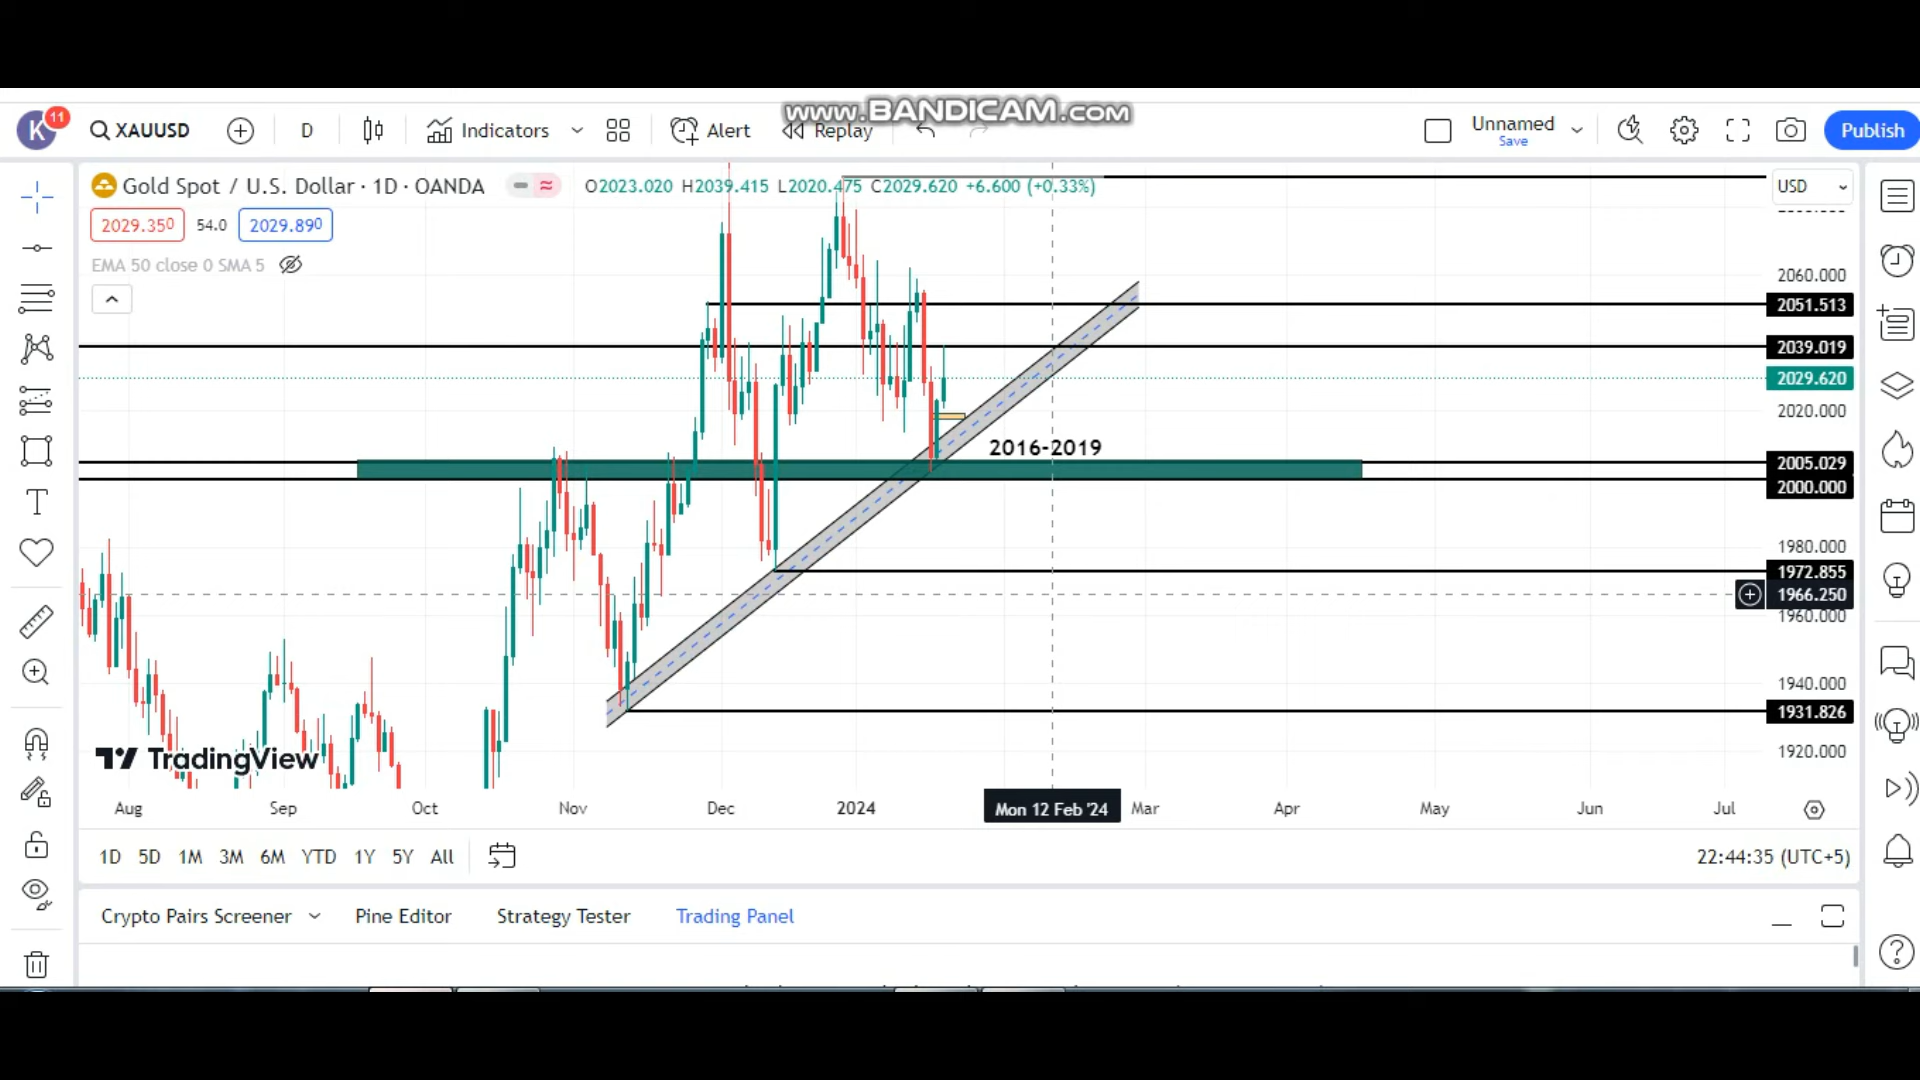 www.BANDICAM.com
K 11 XAUUSD D Indicators Alert Replay Unnamed Save Publish
Gold Spot / U.S. Dollar · 1D · OANDA O2023.020 H2039.415 L2020.475 C2029.620 +6.600 (+0.33%) USD
2029.350 54.0 2029.890
EMA 50 close 0 SMA 5
2060.000
2051.513
2039.019
2029.620
2020.000
2016-2019
2005.029
2000.000
1980.000
1972.855
1966.250
1960.000
1940.000
1931.826
1920.000
TradingView
Aug Sep Oct Nov Dec 2024 Mon 12 Feb '24 Mar Apr May Jun Jul
1D 5D 1M 3M 6M YTD 1Y 5Y All 22:44:35 (UTC+5)
Crypto Pairs Screener Pine Editor Strategy Tester Trading Panel